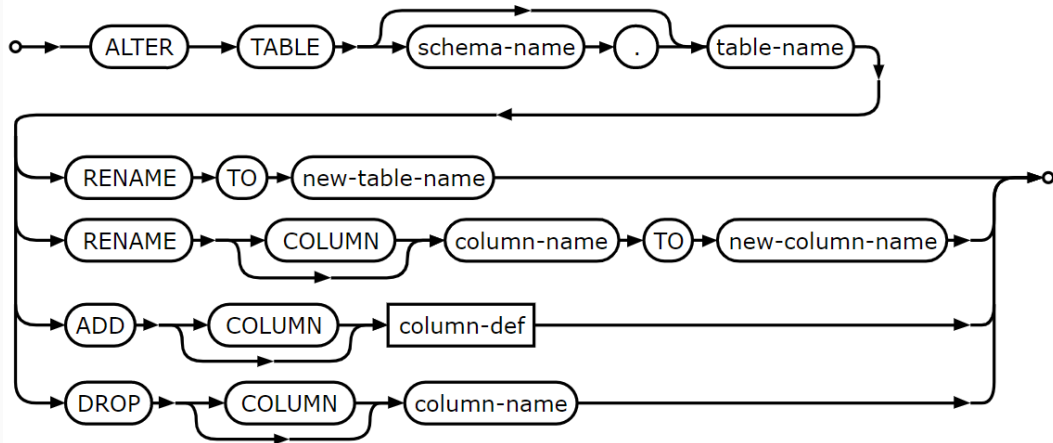 ALTER TABLE schema-name . table-name
RENAME TO new-table-name
RENAME COLUMN column-name TO new-column-name
ADD COLUMN column-def
DROP COLUMN column-name